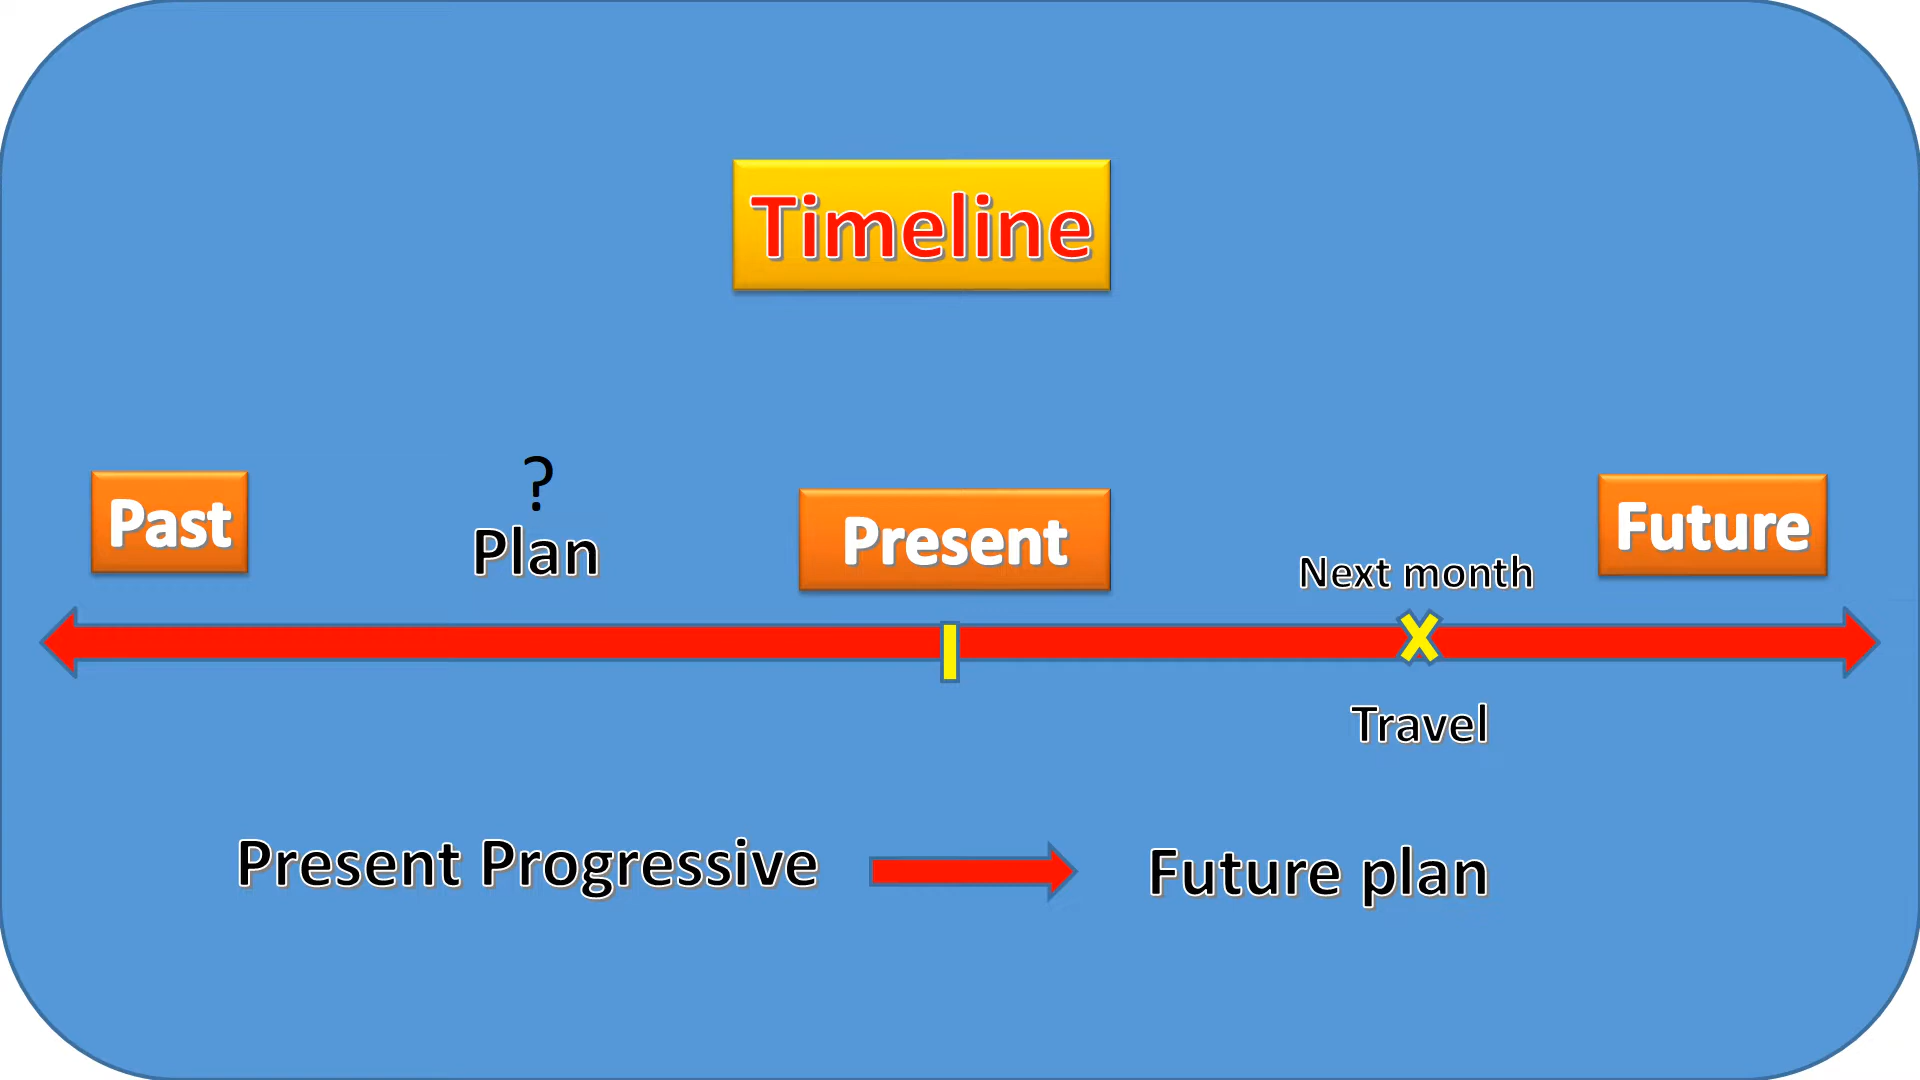 Timeline
Past
?
Plan
Present
Next month
Future
Travel
Present Progressive
Future plan